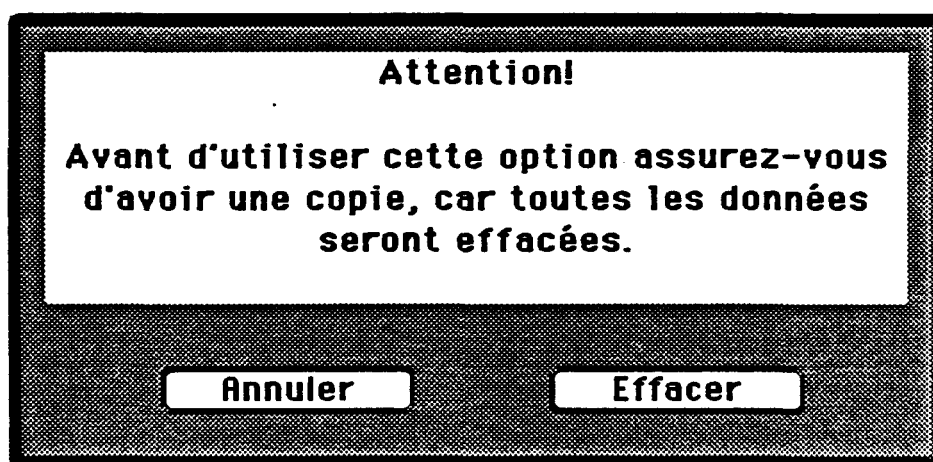 Attention!
Avant d'utiliser cette option assurez-vous
d'avoir une copie, car toutes les données
seront effacées.
Annuler
Effacer